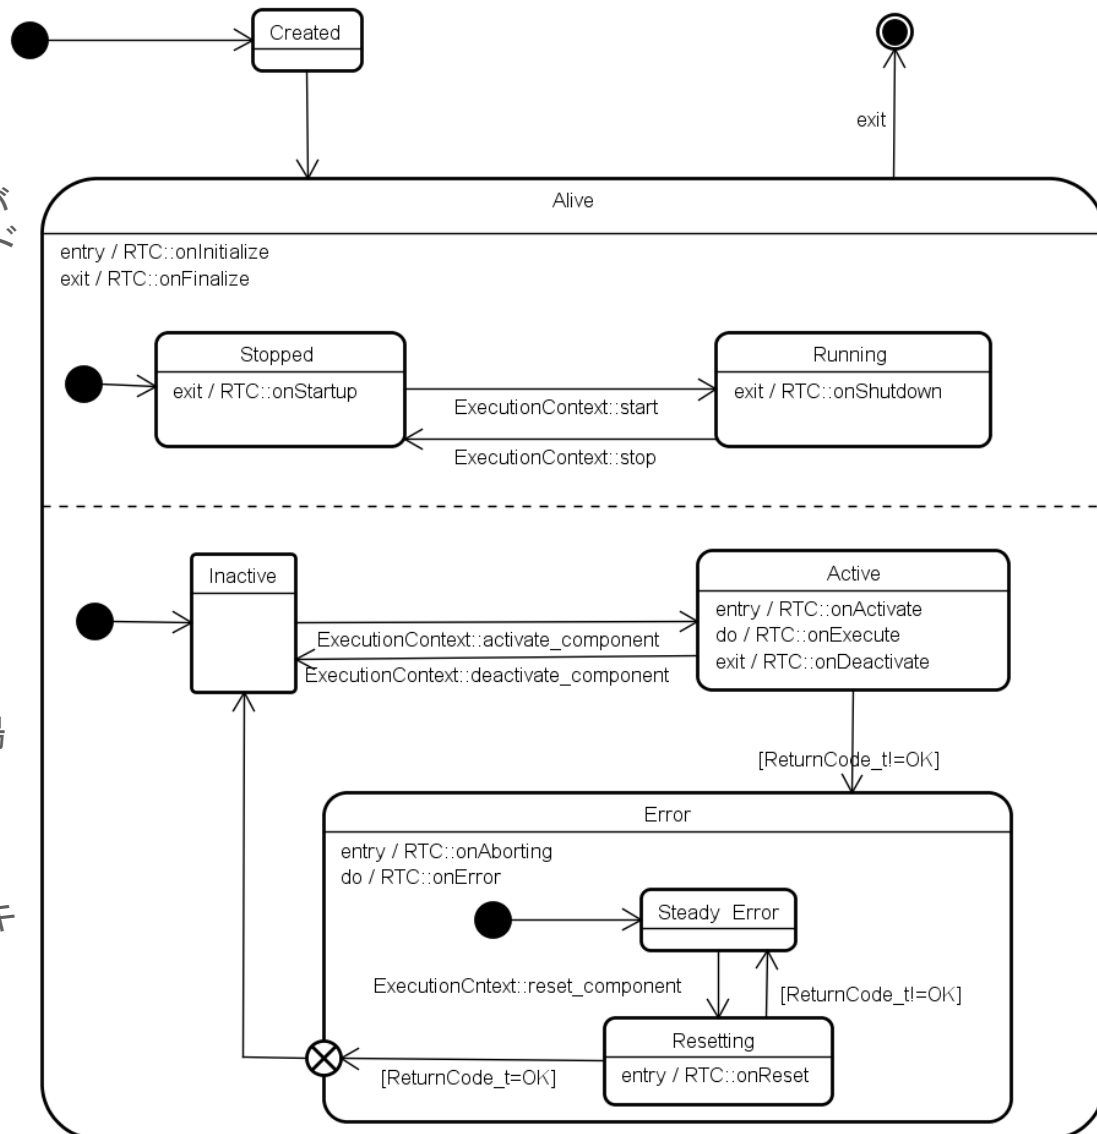 Created
exit
Alive
entry / RTC::onInitialize
exit / RTC::onFinalize
Stopped
exit / RTC::onStartup
Running
exit / RTC::onShutdown
ExecutionContext::start
ExecutionContext::stop
Inactive
Active
entry / RTC::onActivate
do / RTC::onExecute
exit / RTC::onDeactivate
ExecutionContext::activate_component
ExecutionContext::deactivate_component
[ReturnCode_t!=OK]
Error
entry / RTC::onAborting
do / RTC::onError
Steady Error
ExecutionCntext::reset_component
[ReturnCode_t!=OK]
Resetting
entry / RTC::onReset
[ReturnCode_t=OK]